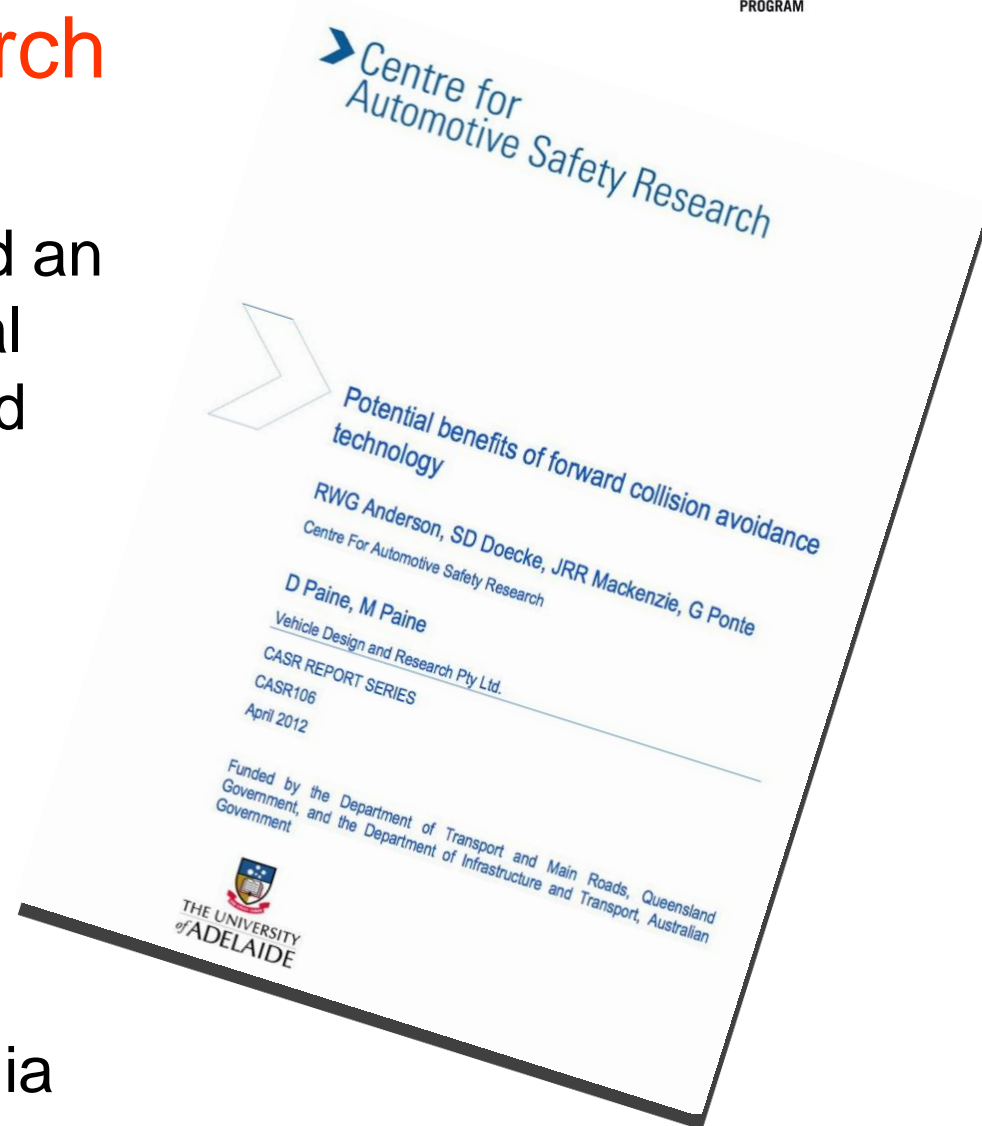 PROGRAM
rch
d an
al
d
ia
Centre for
Automotive Safety Research
Potential benefits of forward collision avoidance
technology
RWG Anderson, SD Doecke, JRR Mackenzie, G Ponte
Centre For Automotive Safety Research
D Paine, M Paine
Vehicle Design and Research Pty Ltd.
CASR REPORT SERIES
CASR106
April 2012
Funded by the Department of Transport and Main Roads, Queensland
Government, and the Department of Infrastructure and Transport, Australian
Government
THE UNIVERSITY
of ADELAIDE